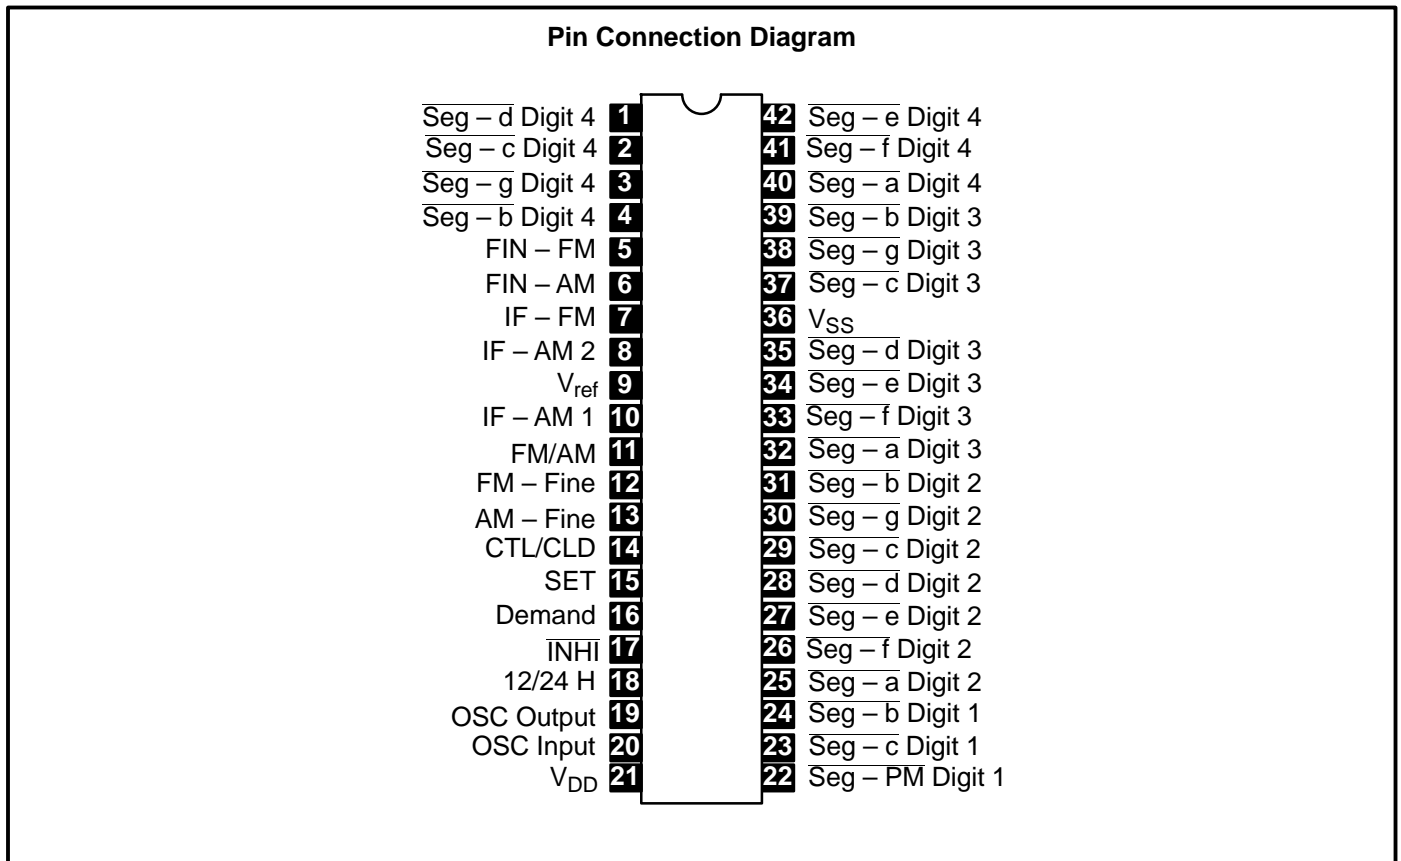 Pin Connection Diagram
Seg – d Digit 4 1
Seg – c Digit 4 2
Seg – g Digit 4 3
Seg – b Digit 4 4
FIN – FM 5
FIN – AM 6
IF – FM 7
IF – AM 2 8
Vref 9
IF – AM 1 10
FM/AM 11
FM – Fine 12
AM – Fine 13
CTL/CLD 14
SET 15
Demand 16
INHI 17
12/24 H 18
OSC Output 19
OSC Input 20
VDD 21
42 Seg – e Digit 4
41 Seg – f Digit 4
40 Seg – a Digit 4
39 Seg – b Digit 3
38 Seg – g Digit 3
37 Seg – c Digit 3
36 VSS
35 Seg – d Digit 3
34 Seg – e Digit 3
33 Seg – f Digit 3
32 Seg – a Digit 3
31 Seg – b Digit 2
30 Seg – g Digit 2
29 Seg – c Digit 2
28 Seg – d Digit 2
27 Seg – e Digit 2
26 Seg – f Digit 2
25 Seg – a Digit 2
24 Seg – b Digit 1
23 Seg – c Digit 1
22 Seg – PM Digit 1